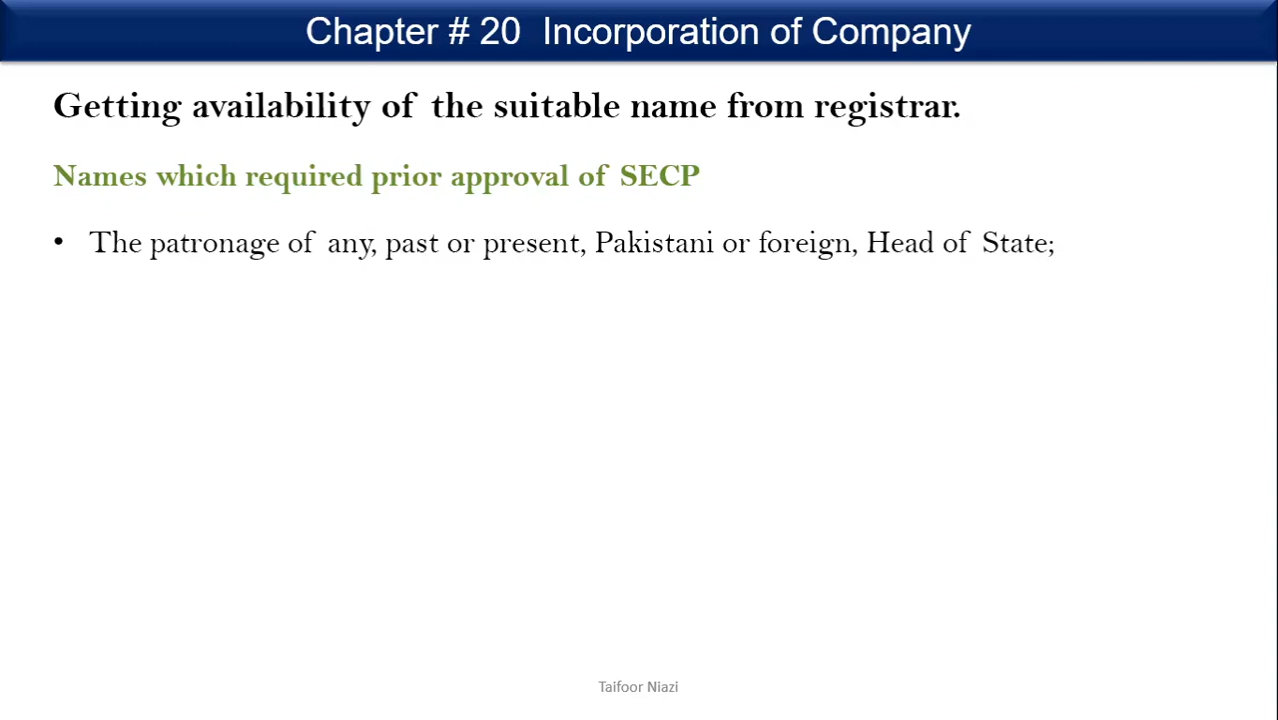 Chapter # 20 Incorporation of Company
Getting availability of the suitable name from registrar.
Names which required prior approval of SECP
• The patronage of any, past or present, Pakistani or foreign, Head of State;
Taifoor Niazi